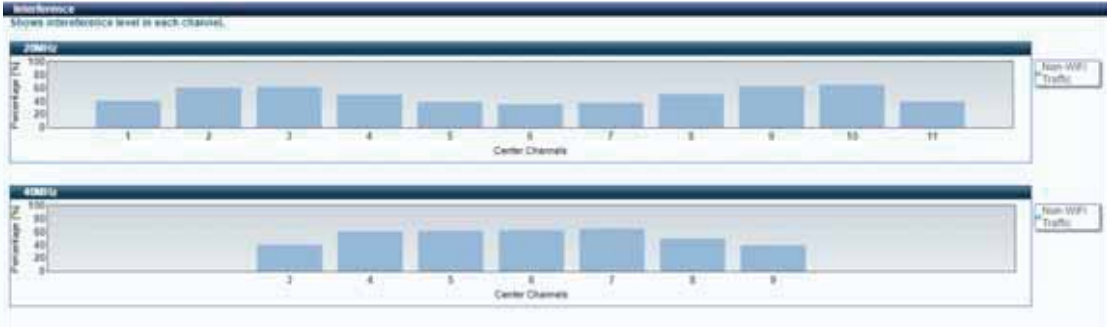 Interference
Shows intereference level in each channel.
20MHz
Percentage [%]
100
80
60
40
20
0
1 2 3 4 5 6 7 8 9 10 11
Center Channels
Non-WiFi
Traffic
40MHz
Percentage [%]
100
80
60
40
20
0
3 4 5 6 7 8 9
Center Channels
Non-WiFi
Traffic